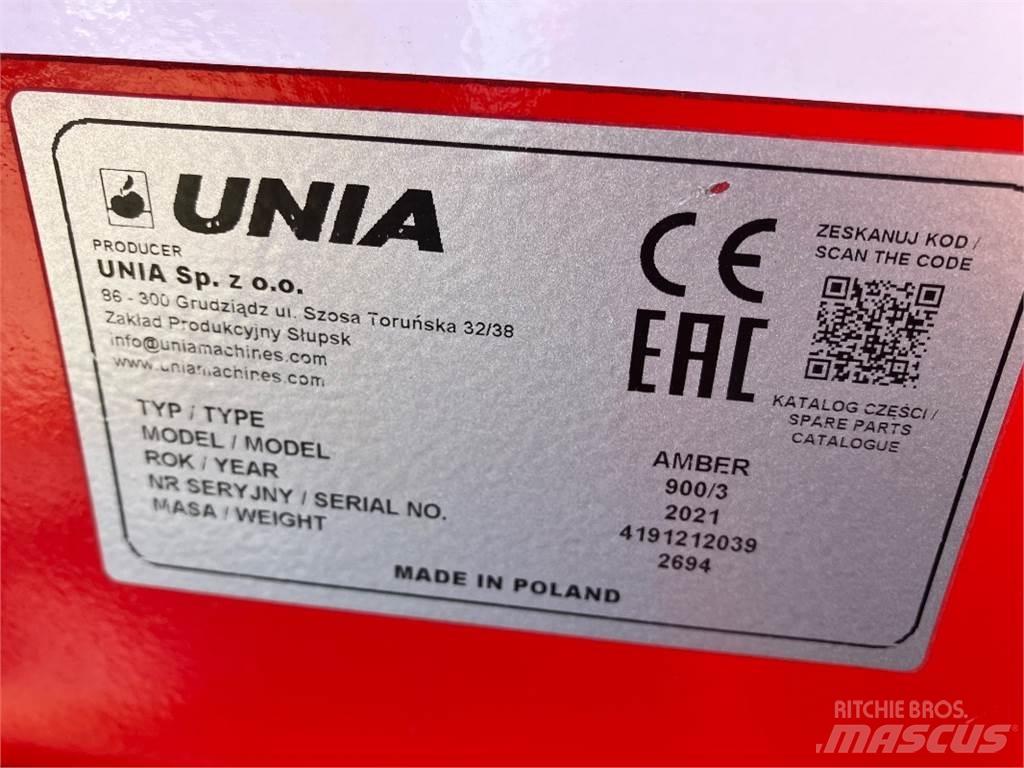 UNIA
PRODUCER
UNIA Sp. z o.o.
86 - 300 Grudziądz ul. Szosa Toruńska 32/38
Zakład Produkcyjny Słupsk
info@uniamachines.com
www.uniamachines.com
CE
EAC
ZESKANUJ KOD /
SCAN THE CODE
KATALOG CZĘŚCI /
SPARE PARTS
CATALOGUE
TYP / TYPE AMBER
MODEL / MODEL 900/3
ROK / YEAR 2021
NR SERYJNY / SERIAL NO. 4191212039
MASA / WEIGHT 2694
MADE IN POLAND
RITCHIE BROS.
MASCUS